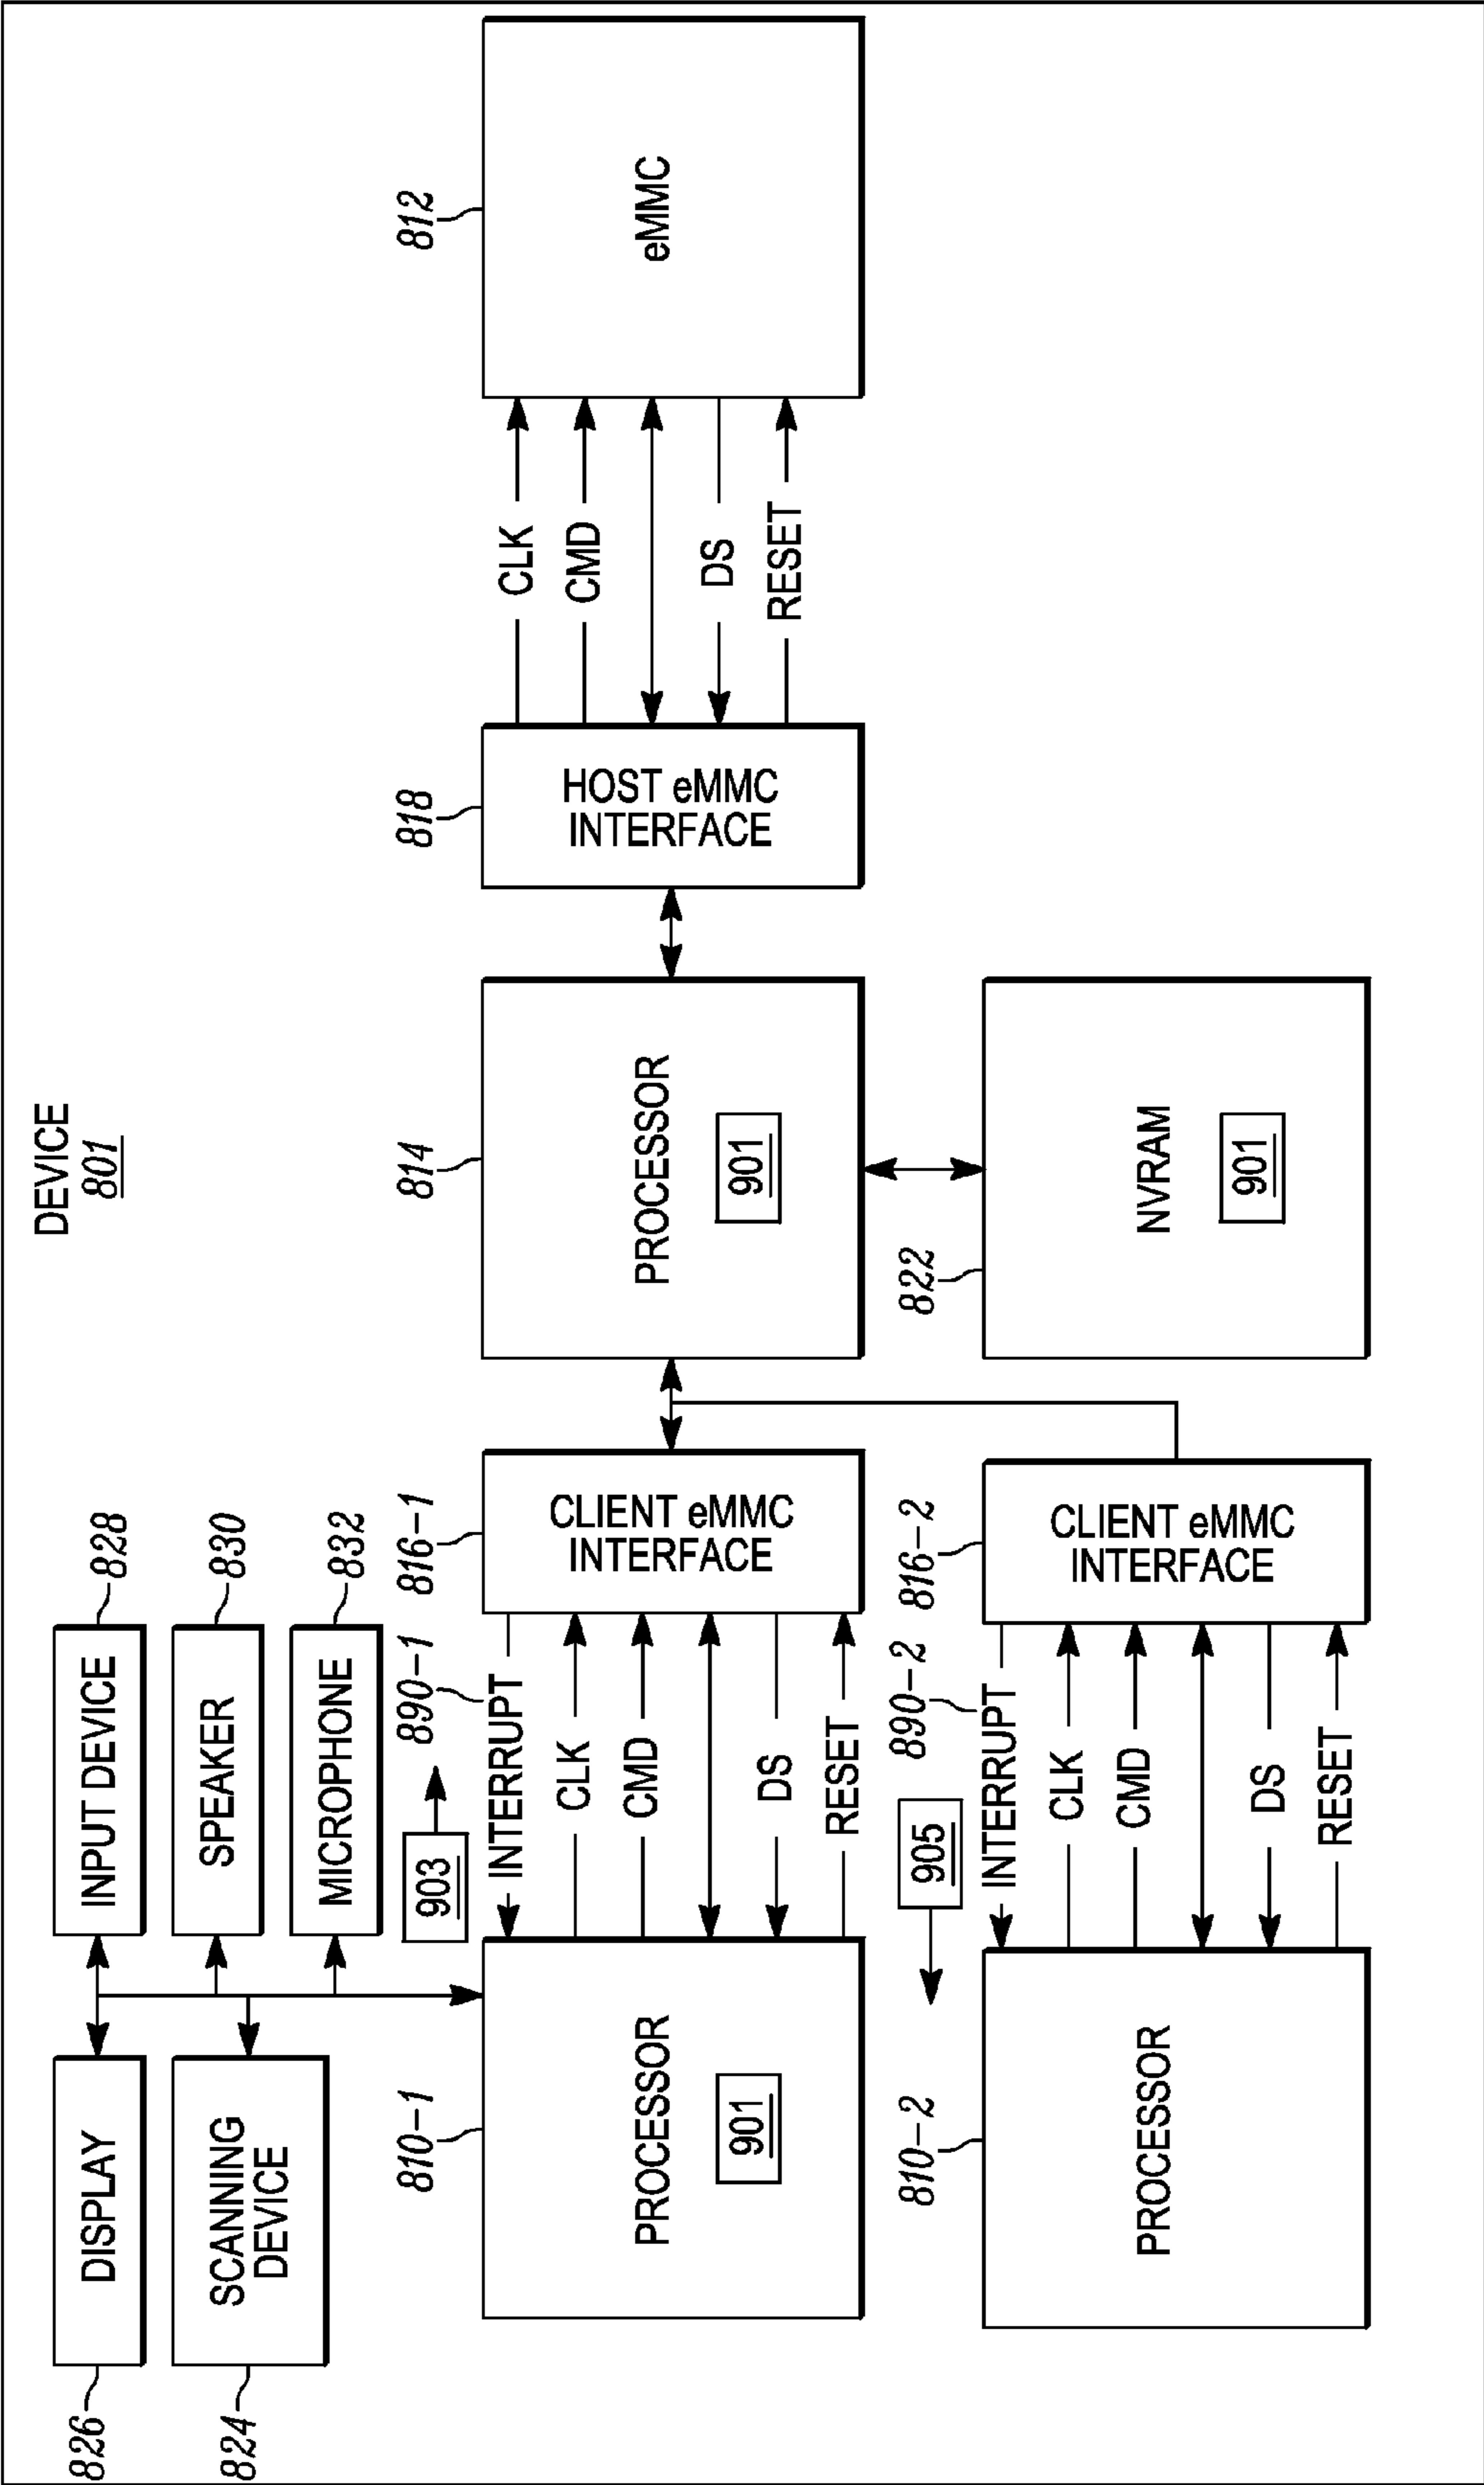 DEVICE
801
826
DISPLAY
INPUT DEVICE
828
824
SCANNING
DEVICE
SPEAKER
830
MICROPHONE
832
810-1
903
890-1
816-1
814
818
812
PROCESSOR
901
INTERRUPT
CLK
CMD
DS
RESET
CLIENT eMMC
INTERFACE
PROCESSOR
901
HOST eMMC
INTERFACE
CLK
CMD
DS
RESET
eMMC
810-2
905
890-2
816-2
822
PROCESSOR
INTERRUPT
CLK
CMD
DS
RESET
CLIENT eMMC
INTERFACE
NVRAM
901